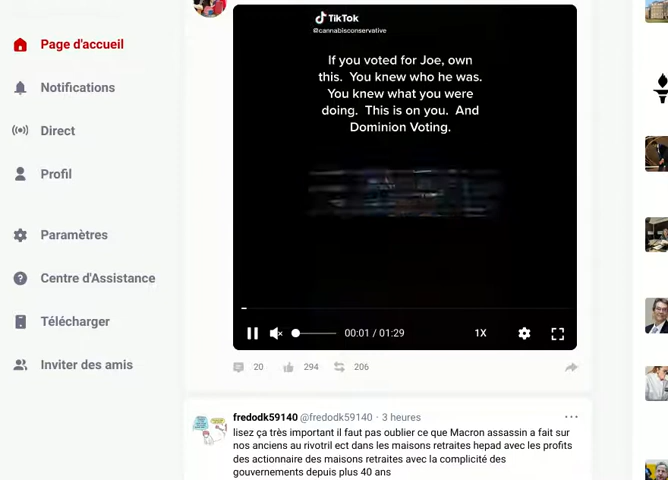 TikTok
@cannabisconservative
If you voted for Joe, own
this. You knew who he was.
You knew what you were
doing. This is on you. And
Dominion Voting.
Page d'accueil
Notifications
Direct
Profil
Paramètres
Centre d'Assistance
Télécharger
Inviter des amis
00:01 / 01:29
1X
20
294
206
fredodk59140 @fredodk59140 · 3 heures
lisez ça très important il faut pas oublier ce que Macron assassin a fait sur
nos anciens au rivotril ect dans les maisons retraites hepad avec les profits
des actionnaire des maisons retraites avec la complicité des
gouvernements depuis plus 40 ans